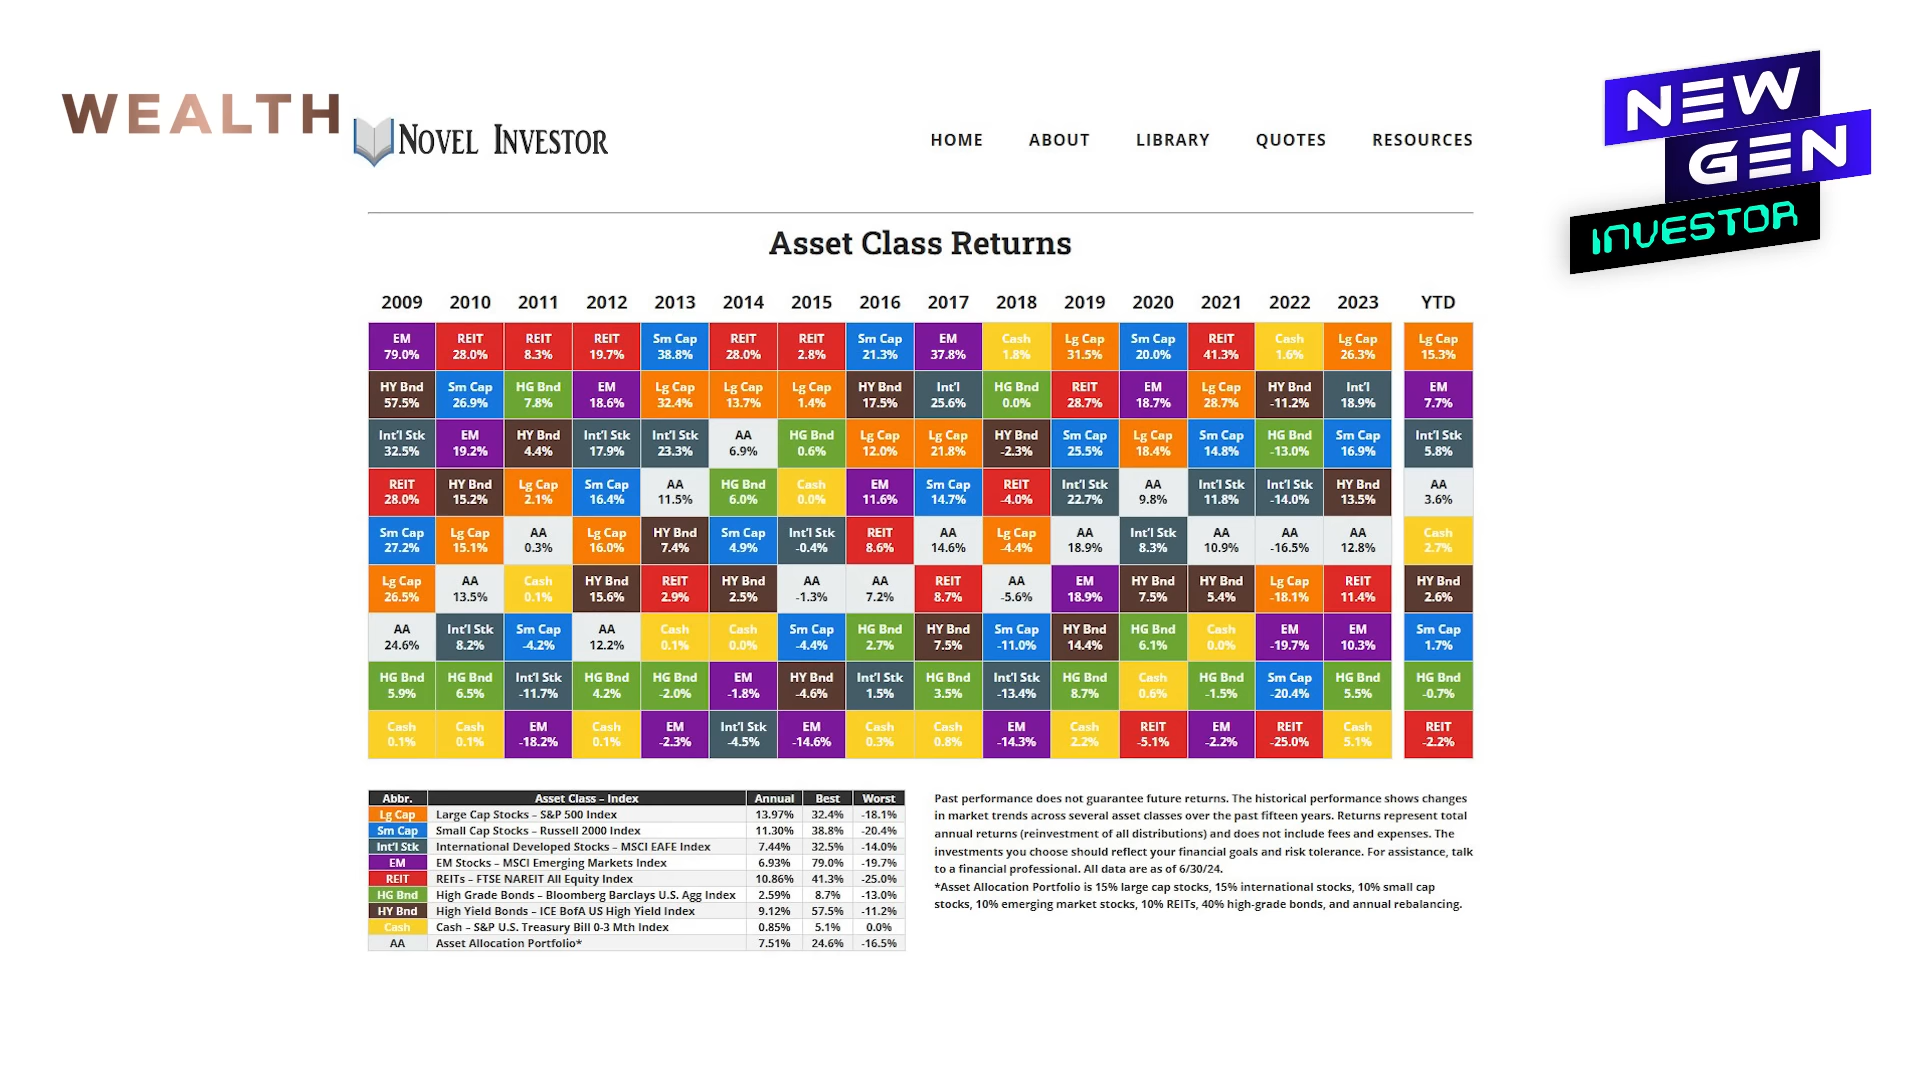 WEALTH
NOVEL INVESTOR
HOME ABOUT LIBRARY QUOTES RESOURCES
NEW
GEN
INVESTOR
Asset Class Returns
2009 2010 2011 2012 2013 2014 2015 2016 2017 2018 2019 2020 2021 2022 2023 YTD
EM REIT REIT REIT Sm Cap REIT REIT Sm Cap EM Cash Lg Cap Sm Cap REIT Cash Lg Cap Lg Cap
79.0% 28.0% 8.3% 19.7% 38.8% 28.0% 2.8% 21.3% 37.8% 1.8% 31.5% 20.0% 41.3% 1.6% 26.3% 15.3%
HY Bnd Sm Cap HG Bnd EM Lg Cap Lg Cap Lg Cap HY Bnd Int'l HG Bnd REIT EM Lg Cap HY Bnd Int'l EM
57.5% 26.9% 7.8% 18.6% 32.4% 13.7% 1.4% 17.5% 25.6% 0.0% 28.7% 18.7% 28.7% -11.2% 18.9% 7.7%
Int'l Stk EM HY Bnd Int'l Stk Int'l Stk AA HG Bnd Lg Cap Lg Cap HY Bnd Sm Cap Lg Cap Sm Cap HG Bnd Sm Cap Int'l Stk
32.5% 19.2% 4.4% 17.9% 23.3% 6.9% 0.6% 12.0% 21.8% -2.3% 25.5% 18.4% 14.8% -13.0% 16.9% 5.8%
REIT HY Bnd Lg Cap Sm Cap AA HG Bnd Cash EM Sm Cap REIT Int'l Stk AA Int'l Stk Int'l Stk HY Bnd AA
28.0% 15.2% 2.1% 16.4% 11.5% 6.0% 0.0% 11.6% 14.7% -4.0% 22.7% 9.8% 11.8% -14.0% 13.5% 3.6%
Sm Cap Lg Cap AA Lg Cap HY Bnd Sm Cap Int'l Stk REIT AA Lg Cap AA Int'l Stk AA AA AA Cash
27.2% 15.1% 0.3% 16.0% 7.4% 4.9% -0.4% 8.6% 14.6% -4.4% 18.9% 8.3% 10.9% -16.5% 12.8% 2.7%
Lg Cap AA Cash HY Bnd REIT HY Bnd AA AA REIT AA EM HY Bnd HY Bnd Lg Cap REIT HY Bnd
26.5% 13.5% 0.1% 15.6% 2.9% 2.5% -1.3% 7.2% 8.7% -5.6% 18.9% 7.5% 5.4% -18.1% 11.4% 2.6%
AA Int'l Stk Sm Cap AA Cash Cash Sm Cap HG Bnd HY Bnd Sm Cap HY Bnd HG Bnd Cash EM EM Sm Cap
24.6% 8.2% -4.2% 12.2% 0.1% 0.0% -4.4% 2.7% 7.5% -11.0% 14.4% 6.1% 0.0% -19.7% 10.3% 1.7%
HG Bnd HG Bnd Int'l Stk HG Bnd HG Bnd EM HY Bnd Int'l Stk HG Bnd Int'l Stk HG Bnd Cash HG Bnd Sm Cap HG Bnd HG Bnd
5.9% 6.5% -11.7% 4.2% -2.0% -1.8% -4.6% 1.5% 3.5% -13.4% 8.7% 0.6% -1.5% -20.4% 5.5% -0.7%
Cash Cash EM Cash EM Int'l Stk EM Cash Cash EM Cash REIT EM REIT Cash REIT
0.1% 0.1% -18.2% 0.1% -2.3% -4.5% -14.6% 0.3% 0.8% -14.3% 2.2% -5.1% -2.2% -25.0% 5.1% -2.2%
Abbr. Asset Class – Index Annual Best Worst
Lg Cap Large Cap Stocks – S&P 500 Index 13.97% 32.4% -18.1%
Sm Cap Small Cap Stocks – Russell 2000 Index 11.30% 38.8% -20.4%
Int'l Stk International Developed Stocks – MSCI EAFE Index 7.44% 32.5% -14.0%
EM EM Stocks – MSCI Emerging Markets Index 6.93% 79.0% -19.7%
REIT REITs – FTSE NAREIT All Equity Index 10.86% 41.3% -25.0%
HG Bnd High Grade Bonds – Bloomberg Barclays U.S. Agg Index 2.59% 8.7% -13.0%
HY Bnd High Yield Bonds – ICE BofA US High Yield Index 9.12% 57.5% -11.2%
Cash Cash – S&P U.S. Treasury Bill 0-3 Mth Index 0.85% 5.1% 0.0%
AA Asset Allocation Portfolio* 7.51% 24.6% -16.5%
Past performance does not guarantee future returns. The historical performance shows changes
in market trends across several asset classes over the past fifteen years. Returns represent total
annual returns (reinvestment of all distributions) and does not include fees and expenses. The
investments you choose should reflect your financial goals and risk tolerance. For assistance, talk
to a financial professional. All data are as of 6/30/24.
*Asset Allocation Portfolio is 15% large cap stocks, 15% international stocks, 10% small cap
stocks, 10% emerging market stocks, 10% REITs, 40% high-grade bonds, and annual rebalancing.